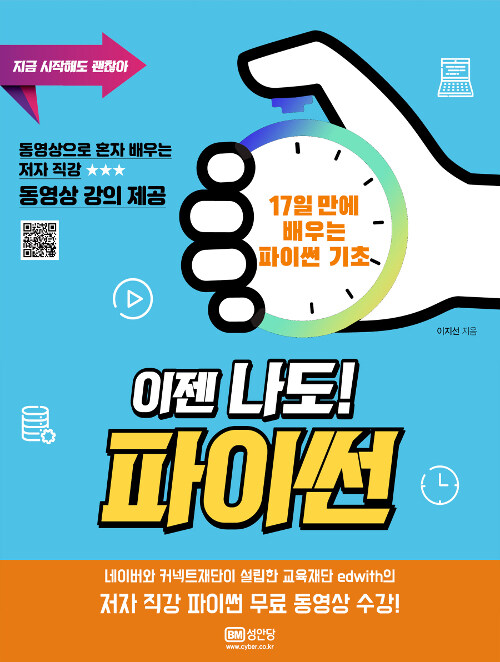 지금 시작해도 괜찮아
동영상으로 혼자 배우는
저자 직강 ★★★
동영상 강의 제공
17일 만에
배우는
파이썬 기초
이지선 지음
이젠 나도!
파이썬
네이버와 커넥트재단이 설립한 교육재단 edwith의
저자 직강 파이썬 무료 동영상 수강!
BM 성안당
www.cyber.co.kr